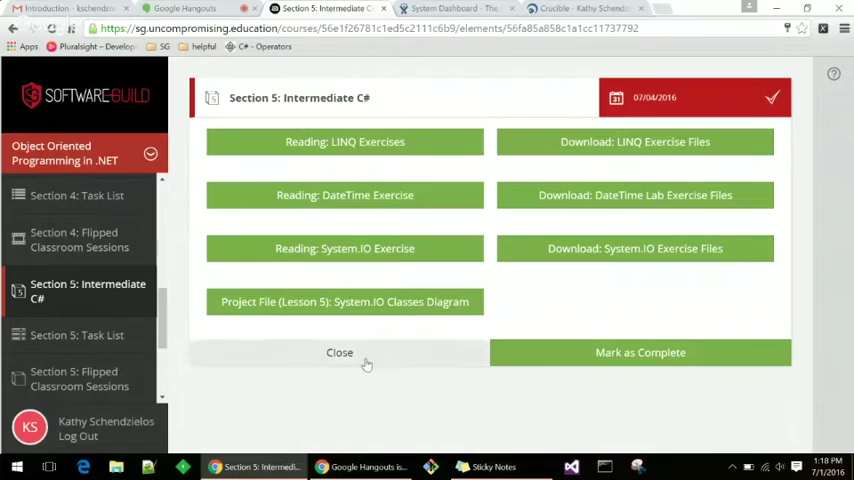 Introduction - kschendst
Google Hangouts
Section 5: Intermediate C
System Dashboard - The
Crucible - Kathy Schendzi
https://sg.uncompromising.education/courses/56e1f26781c1ed5c2111c6b9/elements/56fa85a858c1a1cc11737792
Apps
Pluralsight – Develop
SG
helpful
C# - Operators
SOFTWARE GUILD
Object Oriented
Programming in .NET
Section 4: Task List
Section 4: Flipped
Classroom Sessions
Section 5: Intermediate
C#
Section 5: Task List
Section 5: Flipped
Classroom Sessions
KS
Kathy Schendzielos
Log Out
Section 5: Intermediate C#
31
07/04/2016
Reading: LINQ Exercises
Download: LINQ Exercise Files
Reading: DateTime Exercise
Download: DateTime Lab Exercise Files
Reading: System.IO Exercise
Download: System.IO Exercise Files
Project File (Lesson 5): System.IO Classes Diagram
Close
Mark as Complete
Section 5: Intermedi...
Google Hangouts is...
Sticky Notes
1:18 PM
7/1/2016